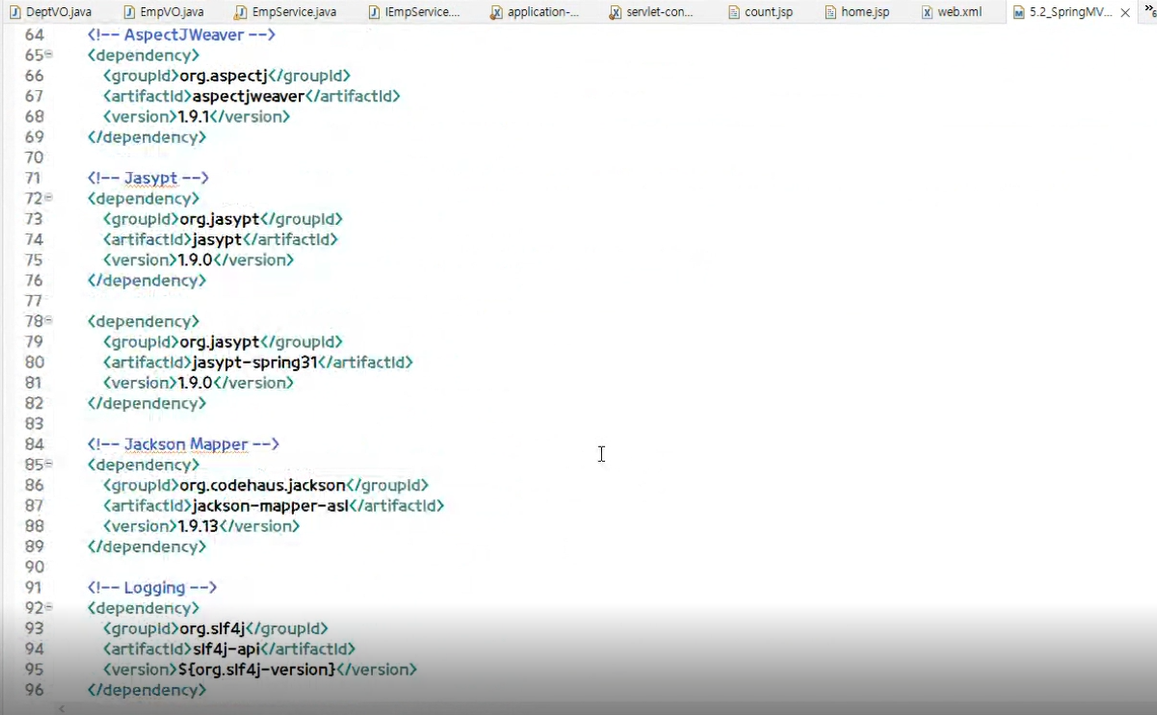 DeptVO.java EmpVO.java EmpService.java IEmpService.... application-... servlet-con... count.jsp home.jsp web.xml 5.2_SpringMV... »6
64 <!-- AspectJWeaver -->
65 <dependency>
66 <groupId>org.aspectj</groupId>
67 <artifactId>aspectjweaver</artifactId>
68 <version>1.9.1</version>
69 </dependency>
70
71 <!-- Jasypt -->
72 <dependency>
73 <groupId>org.jasypt</groupId>
74 <artifactId>jasypt</artifactId>
75 <version>1.9.0</version>
76 </dependency>
77
78 <dependency>
79 <groupId>org.jasypt</groupId>
80 <artifactId>jasypt-spring31</artifactId>
81 <version>1.9.0</version>
82 </dependency>
83
84 <!-- Jackson Mapper -->
85 <dependency>
86 <groupId>org.codehaus.jackson</groupId>
87 <artifactId>jackson-mapper-asl</artifactId>
88 <version>1.9.13</version>
89 </dependency>
90
91 <!-- Logging -->
92 <dependency>
93 <groupId>org.slf4j</groupId>
94 <artifactId>slf4j-api</artifactId>
95 <version>${org.slf4j-version}</version>
96 </dependency>